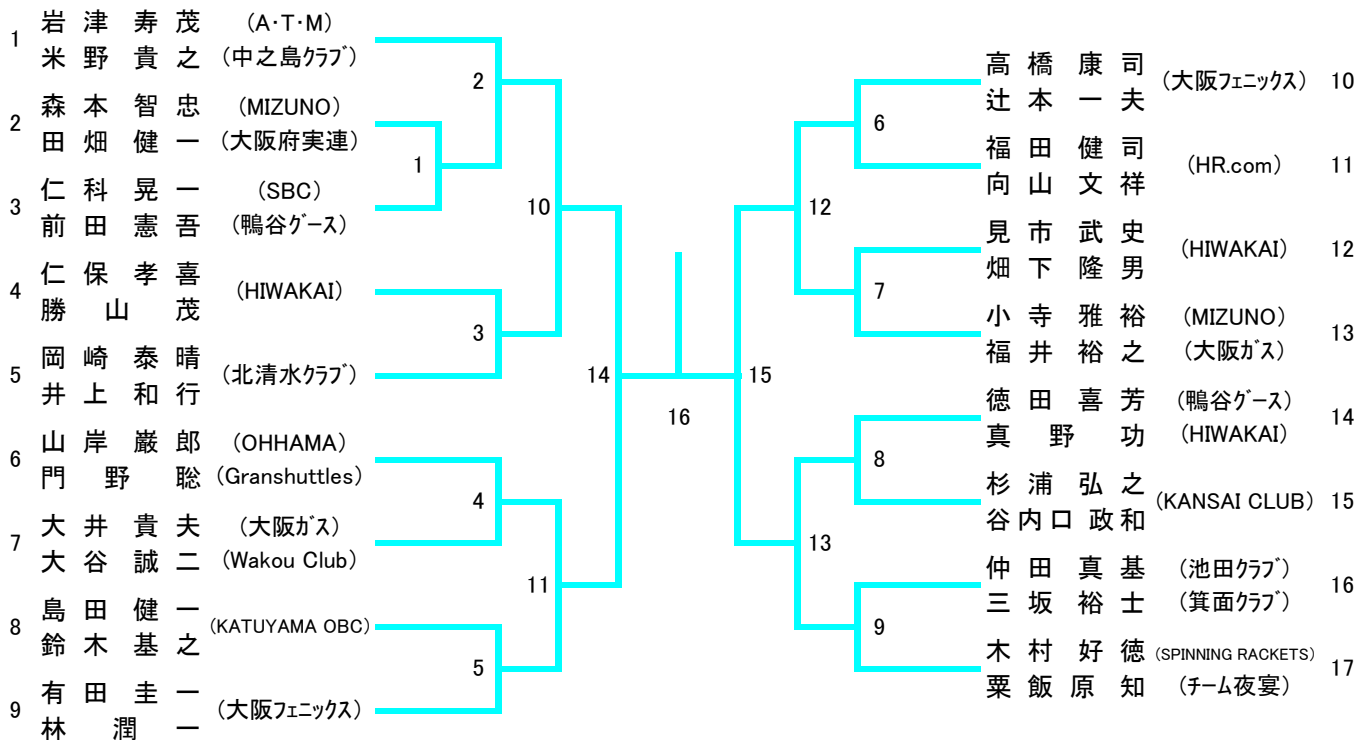 1 岩津寿茂 (A・T・M)
米野貴之 (中之島ｸﾗﾌﾞ)
2 森本智忠 (MIZUNO)
田畑健一 (大阪府実連)
3 仁科晃一 (SBC)
前田憲吾 (鴨谷ｸﾞｰｽ)
4 仁保孝喜 (HIWAKAI)
勝山茂
5 岡崎泰晴 (北清水ｸﾗﾌﾞ)
井上和行
6 山岸巌郎 (OHHAMA)
門野聡 (Granshuttles)
7 大井貴夫 (大阪ｶﾞｽ)
大谷誠二 (Wakou Club)
8 島田健一 (KATUYAMA OBC)
鈴木基之
9 有田圭一 (大阪ﾌｪﾆｯｸｽ)
林潤一
2
1
10
3
14
4
11
5
16
15
6
12
7
8
13
9
高橋康司 (大阪ﾌｪﾆｯｸｽ) 10
辻本一夫
福田健司 (HR.com) 11
向山文祥
見市武史 (HIWAKAI) 12
畑下隆男
小寺雅裕 (MIZUNO) 13
福井裕之 (大阪ｶﾞｽ)
徳田喜芳 (鴨谷ｸﾞｰｽ) 14
真野功 (HIWAKAI)
杉浦弘之 (KANSAI CLUB) 15
谷内口政和
仲田真基 (池田ｸﾗﾌﾞ) 16
三坂裕士 (箕面ｸﾗﾌﾞ)
木村好徳 (SPINNING RACKETS) 17
粟飯原知 (ﾁｰﾑ夜宴)